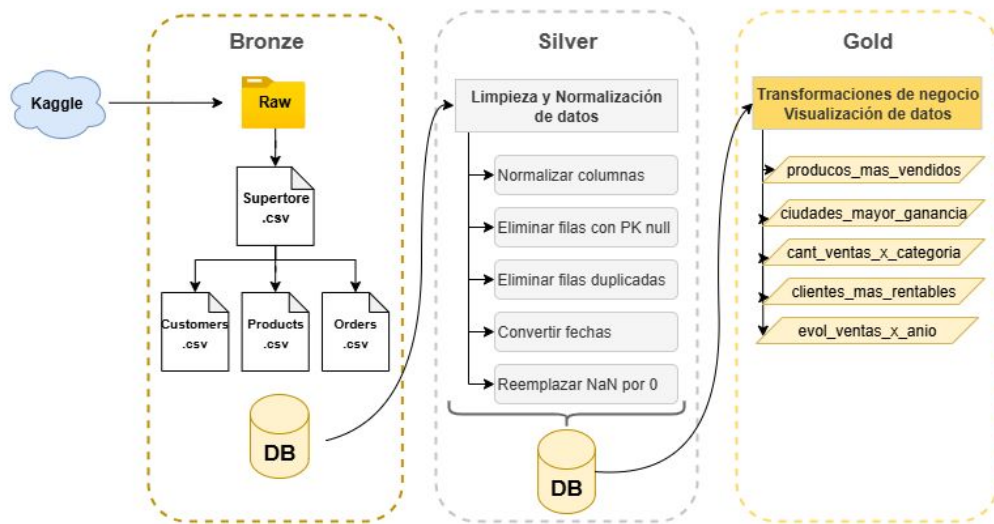 Bronze
Kaggle
Raw
Supertore
.csv
Customers
.csv
Products
.csv
Orders
.csv
DB
Silver
Limpieza y Normalización
de datos
Normalizar columnas
Eliminar filas con PK null
Eliminar filas duplicadas
Convertir fechas
Reemplazar NaN por 0
DB
Gold
Transformaciones de negocio
Visualización de datos
producos_mas_vendidos
ciudades_mayor_ganancia
cant_ventas_x_categoria
clientes_mas_rentables
evol_ventas_x_anio